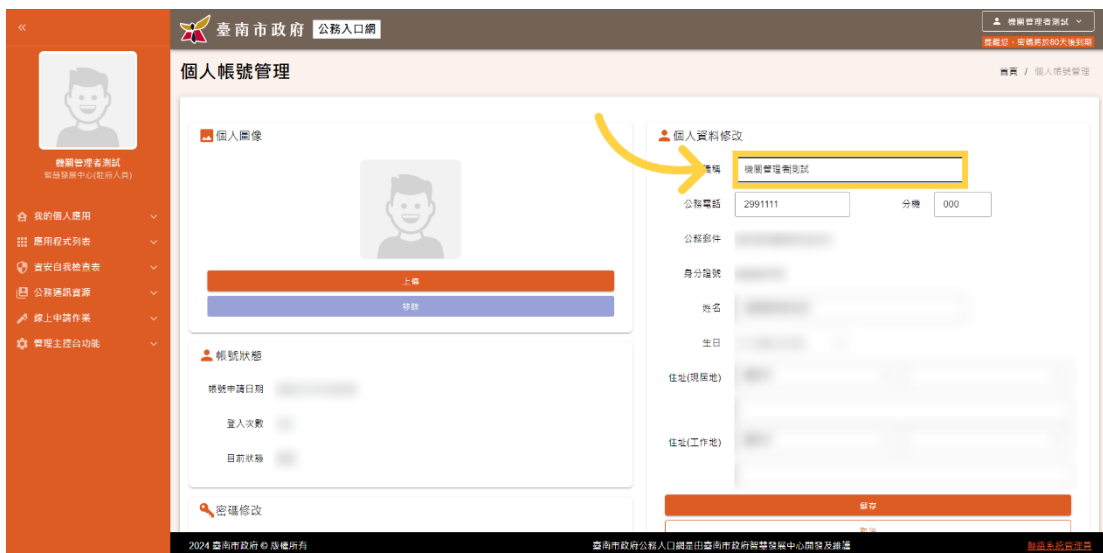 臺南市政府 公務入口網
機關管理者測試
提醒您，密碼將於80天後到期
個人帳號管理
首頁 / 個人帳號管理
機關管理者測試
智慧發展中心(駐府人員)
我的個人應用
應用程式列表
資安自我檢查表
公務通訊資源
線上申請作業
管理主控台功能
個人圖像
上傳
移除
帳號狀態
帳號申請日期
登入次數
目前狀態
密碼修改
個人資料修改
機關管理者測試
公務電話 2991111 分機 000
公務郵件
身分證號
姓名
生日
住址(現居地)
住址(工作地)
儲存
2024 臺南市政府 © 版權所有
臺南市政府公務入口網是由臺南市政府智慧發展中心開發及維護
聯絡系統管理員